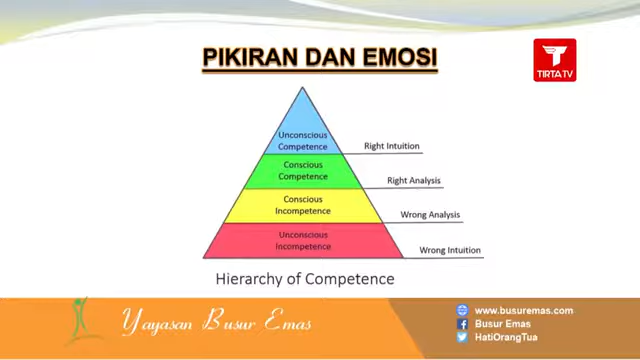 PIKIRAN DAN EMOSI
TIRTA TV
Unconscious
Competence
Right Intuition
Conscious
Competence
Right Analysis
Conscious
Incompetence
Wrong Analysis
Unconscious
Incompetence
Wrong Intuition
Hierarchy of Competence
Yayasan Busur Emas
www.busuremas.com
Busur Emas
HatiOrangTua